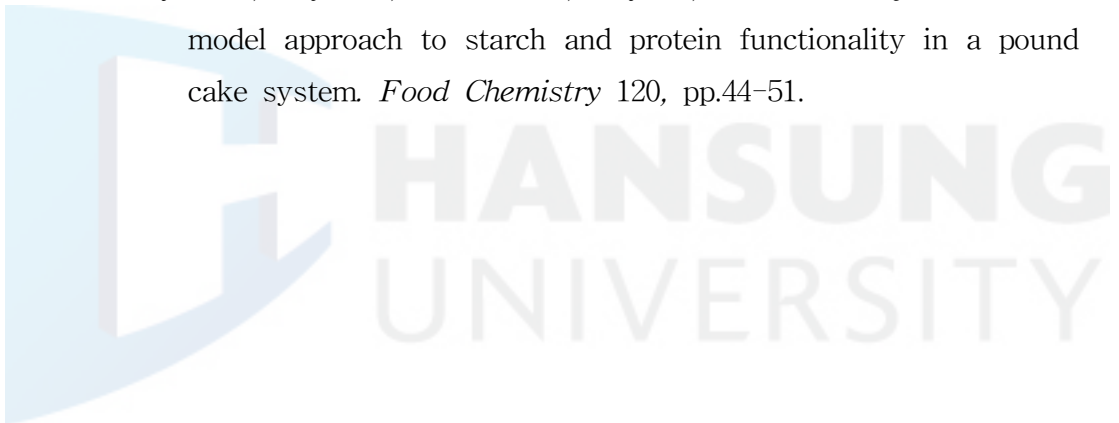 model approach to starch and protein functionality in a pound
cake system. Food Chemistry 120, pp.44-51.
HANSUNG
UNIVERSITY